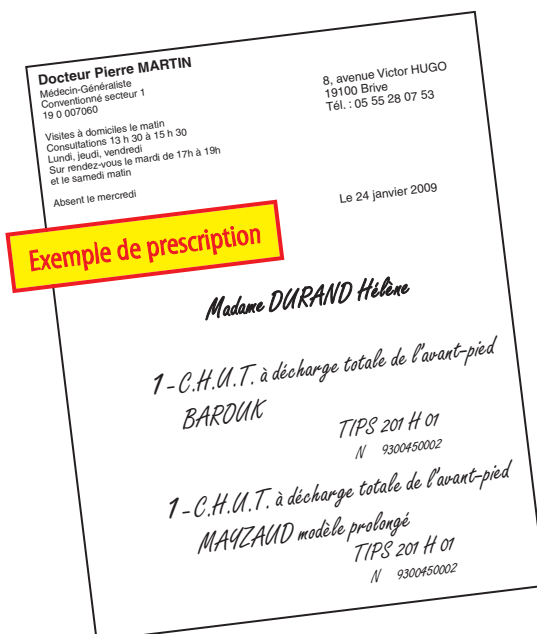 Docteur Pierre MARTIN
Médecin-Généraliste
Conventionné secteur 1
19 0 007060
8, avenue Victor HUGO
19100 Brive
Tél. : 05 55 28 07 53
Visites à domiciles le matin
Consultations 13 h 30 à 15 h 30
Lundi, jeudi, vendredi
Sur rendez-vous le mardi de 17h à 19h
et le samedi matin
Absent le mercredi
Le 24 janvier 2009
Exemple de prescription
Madame DURAND Hélène
1 - C.H.U.T. à décharge totale de l'avant-pied
BAROUK
TIPS 201 H 01
N 9300450002
1 - C.H.U.T. à décharge totale de l'avant-pied
MAYZAUD modèle prolongé
TIPS 201 H 01
N 9300450002